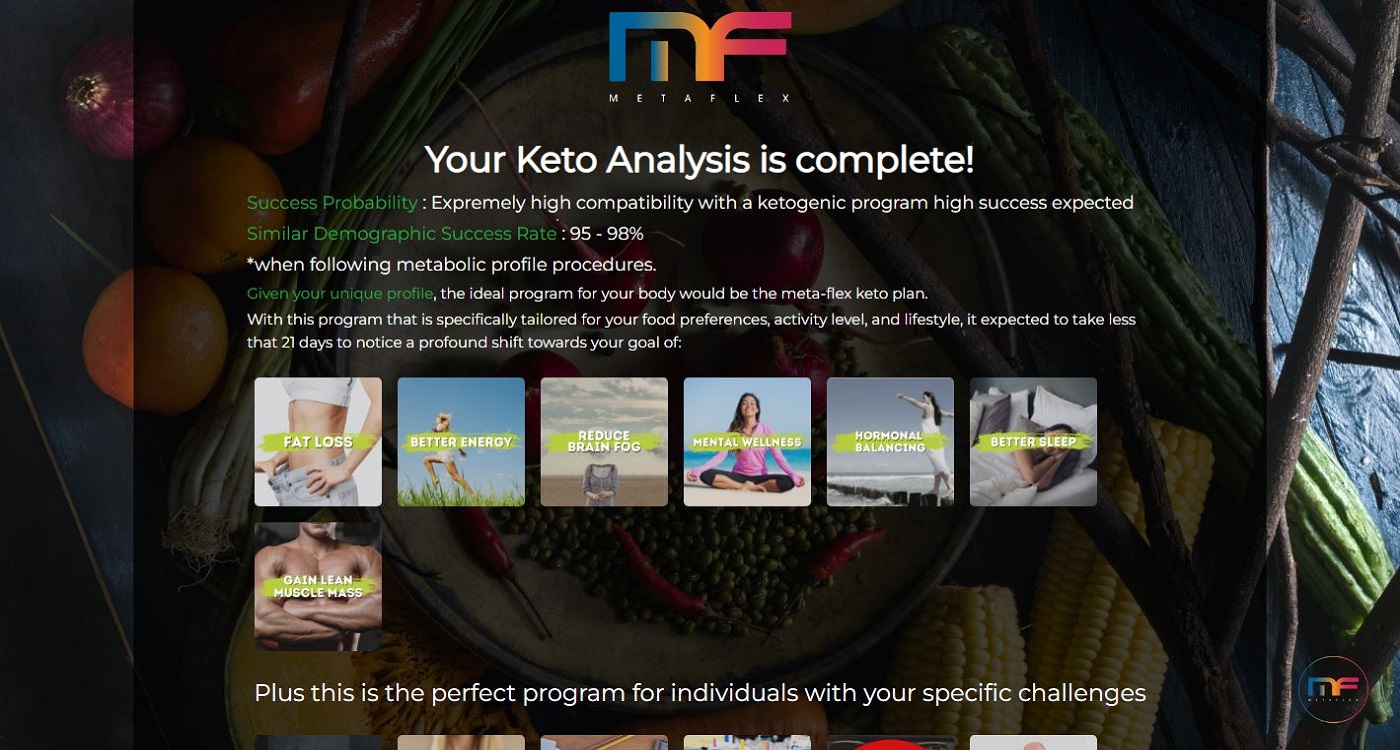 METAFLEX
Your Keto Analysis is complete!
Success Probability : Expremely high compatibility with a ketogenic program high success expected
Similar Demographic Success Rate : 95 - 98%
*when following metabolic profile procedures.
Given your unique profile, the ideal program for your body would be the meta-flex keto plan.
With this program that is specifically tailored for your food preferences, activity level, and lifestyle, it expected to take less
that 21 days to notice a profound shift towards your goal of:
FAT LOSS
BETTER ENERGY
REDUCE
BRAIN FOG
MENTAL WELLNESS
HORMONAL
BALANCING
BETTER SLEEP
GAIN LEAN
MUSCLE MASS
Plus this is the perfect program for individuals with your specific challenges
MF
METAFLEX